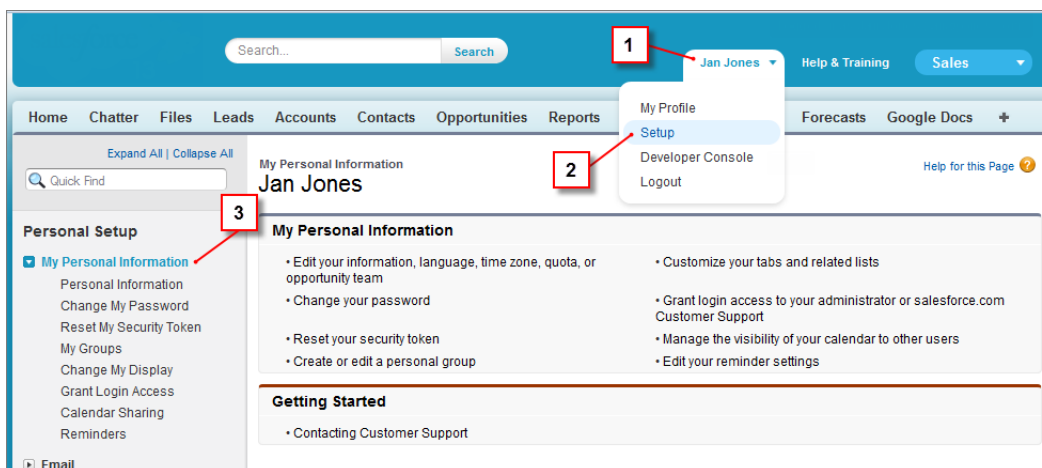 Search...
Search
1
Jan Jones
Help & Training
Sales
My Profile
Setup
Developer Console
Logout
2
Home Chatter Files Leads Accounts Contacts Opportunities Reports Forecasts Google Docs +
Expand All | Collapse All
Quick Find
My Personal Information
Jan Jones
Help for this Page ?
3
Personal Setup
My Personal Information
Personal Information
Change My Password
Reset My Security Token
My Groups
Change My Display
Grant Login Access
Calendar Sharing
Reminders
Email
My Personal Information
• Edit your information, language, time zone, quota, or
opportunity team
• Change your password
• Reset your security token
• Create or edit a personal group
• Customize your tabs and related lists
• Grant login access to your administrator or salesforce.com
Customer Support
• Manage the visibility of your calendar to other users
• Edit your reminder settings
Getting Started
• Contacting Customer Support